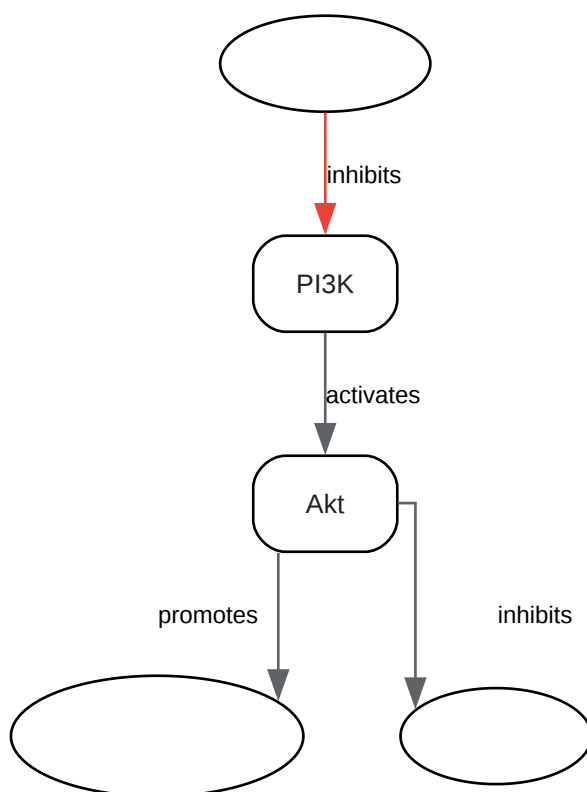 inhibits
PI3K
activates
Akt
promotes
inhibits